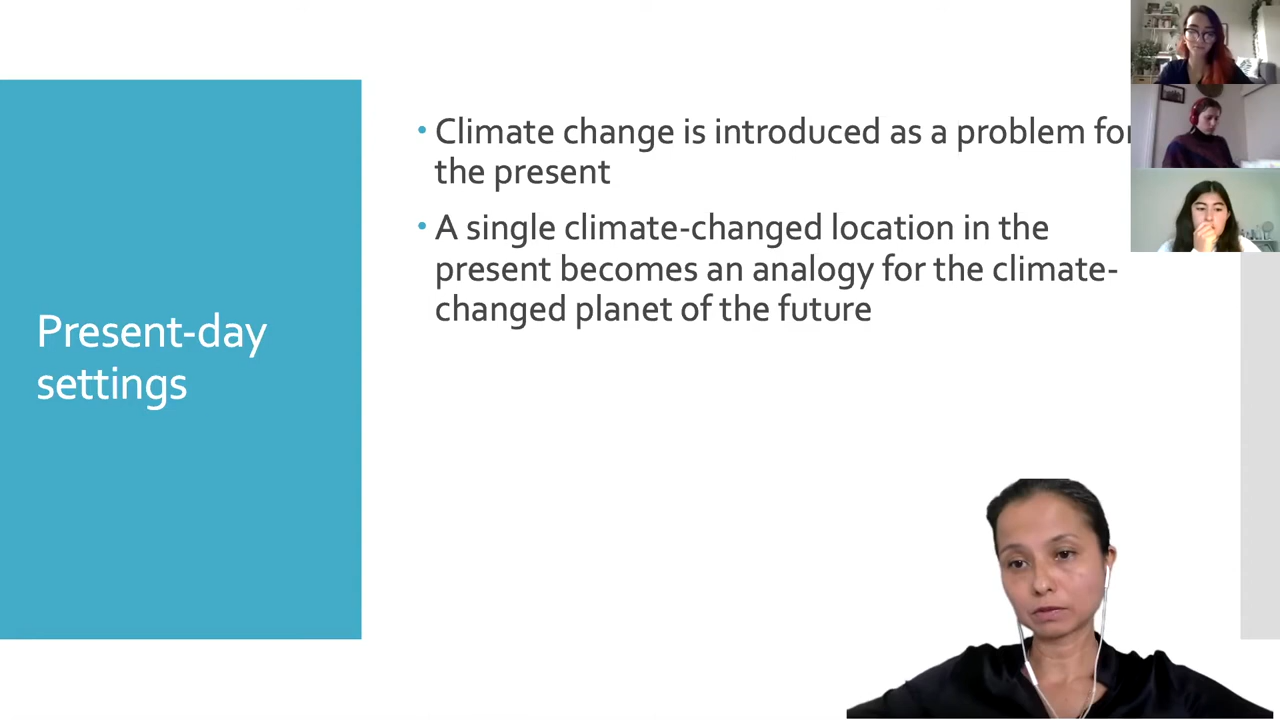 Present-day
settings
• Climate change is introduced as a problem for
the present
• A single climate-changed location in the
present becomes an analogy for the climate-
changed planet of the future